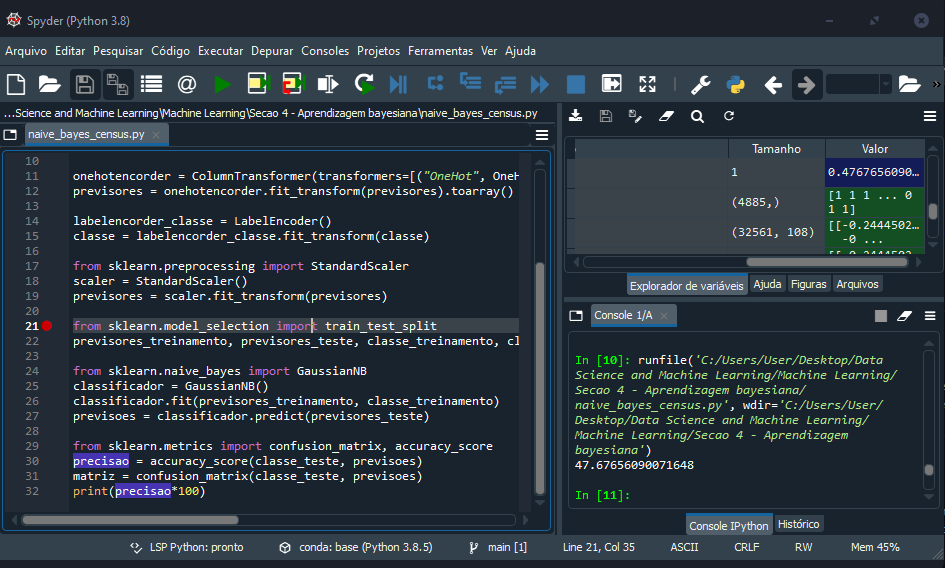 Spyder (Python 3.8)
Arquivo Editar Pesquisar Código Executar Depurar Consoles Projetos Ferramentas Ver Ajuda
...Science and Machine Learning\Machine Learning\Secao 4 - Aprendizagem bayesiana\naive_bayes_census.py
naive_bayes_census.py
10
11 onehotencorder = ColumnTransformer(transformers=[("OneHot", OneH
12 previsores = onehotencorder.fit_transform(previsores).toarray()
13
14 labelencorder_classe = LabelEncoder()
15 classe = labelencorder_classe.fit_transform(classe)
16
17 from sklearn.preprocessing import StandardScaler
18 scaler = StandardScaler()
19 previsores = scaler.fit_transform(previsores)
20
21 from sklearn.model_selection import train_test_split
22 previsores_treinamento, previsores_teste, classe_treinamento, cl
23
24 from sklearn.naive_bayes import GaussianNB
25 classificador = GaussianNB()
26 classificador.fit(previsores_treinamento, classe_treinamento)
27 previsoes = classificador.predict(previsores_teste)
28
29 from sklearn.metrics import confusion_matrix, accuracy_score
30 precisao = accuracy_score(classe_teste, previsoes)
31 matriz = confusion_matrix(classe_teste, previsoes)
32 print(precisao*100)
Tamanho Valor
1 0.4767656090...
(4885,) [1 1 1 ... 0
1 1]
(32561, 108) [[-0.2444502...
-0 ...
Explorador de variáveis Ajuda Figuras Arquivos
Console 1/A
In [10]: runfile('C:/Users/User/Desktop/Data
Science and Machine Learning/Machine Learning/
Secao 4 - Aprendizagem bayesiana/
naive_bayes_census.py', wdir='C:/Users/User/
Desktop/Data Science and Machine Learning/
Machine Learning/Secao 4 - Aprendizagem
bayesiana')
47.67656090071648
In [11]:
Console IPython Histórico
LSP Python: pronto conda: base (Python 3.8.5) main [1] Line 21, Col 35 ASCII CRLF RW Mem 45%